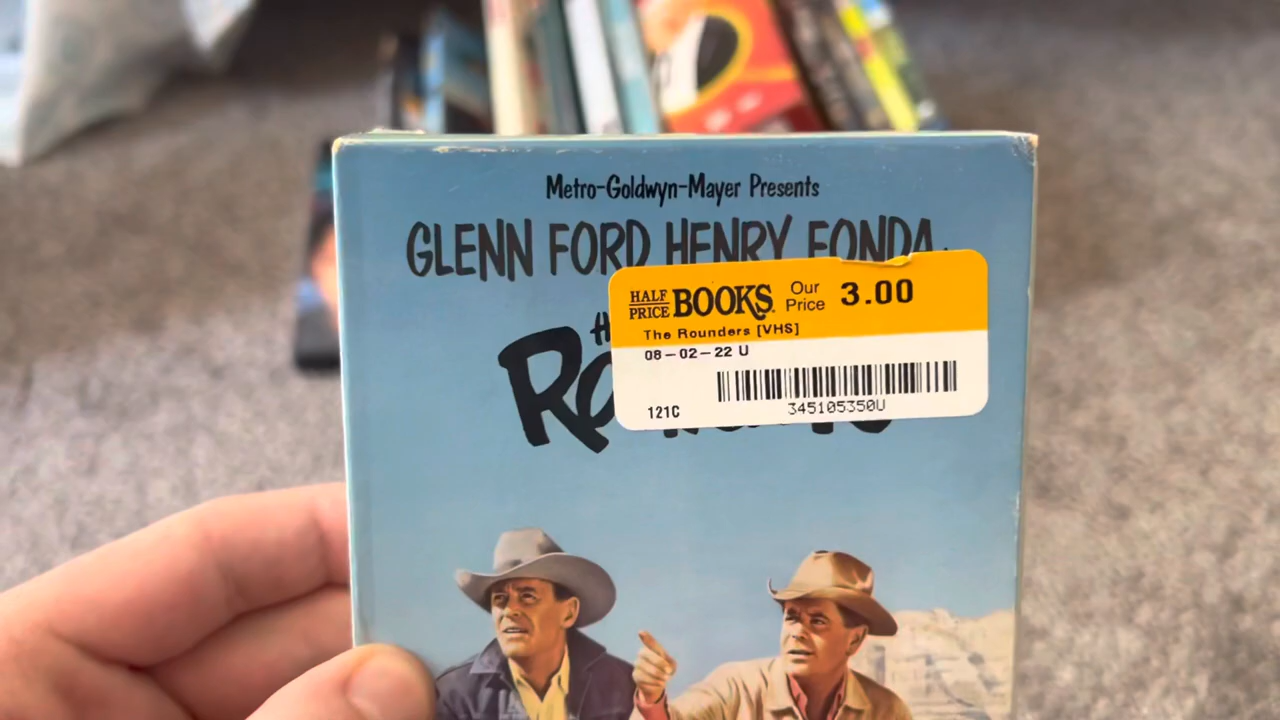 Metro-Goldwyn-Mayer Presents
GLENN FORD HENRY FONDA
HALF PRICE BOOKS Our Price 3.00
The Rounders [VHS]
08-02-22 U
121C
345105350U